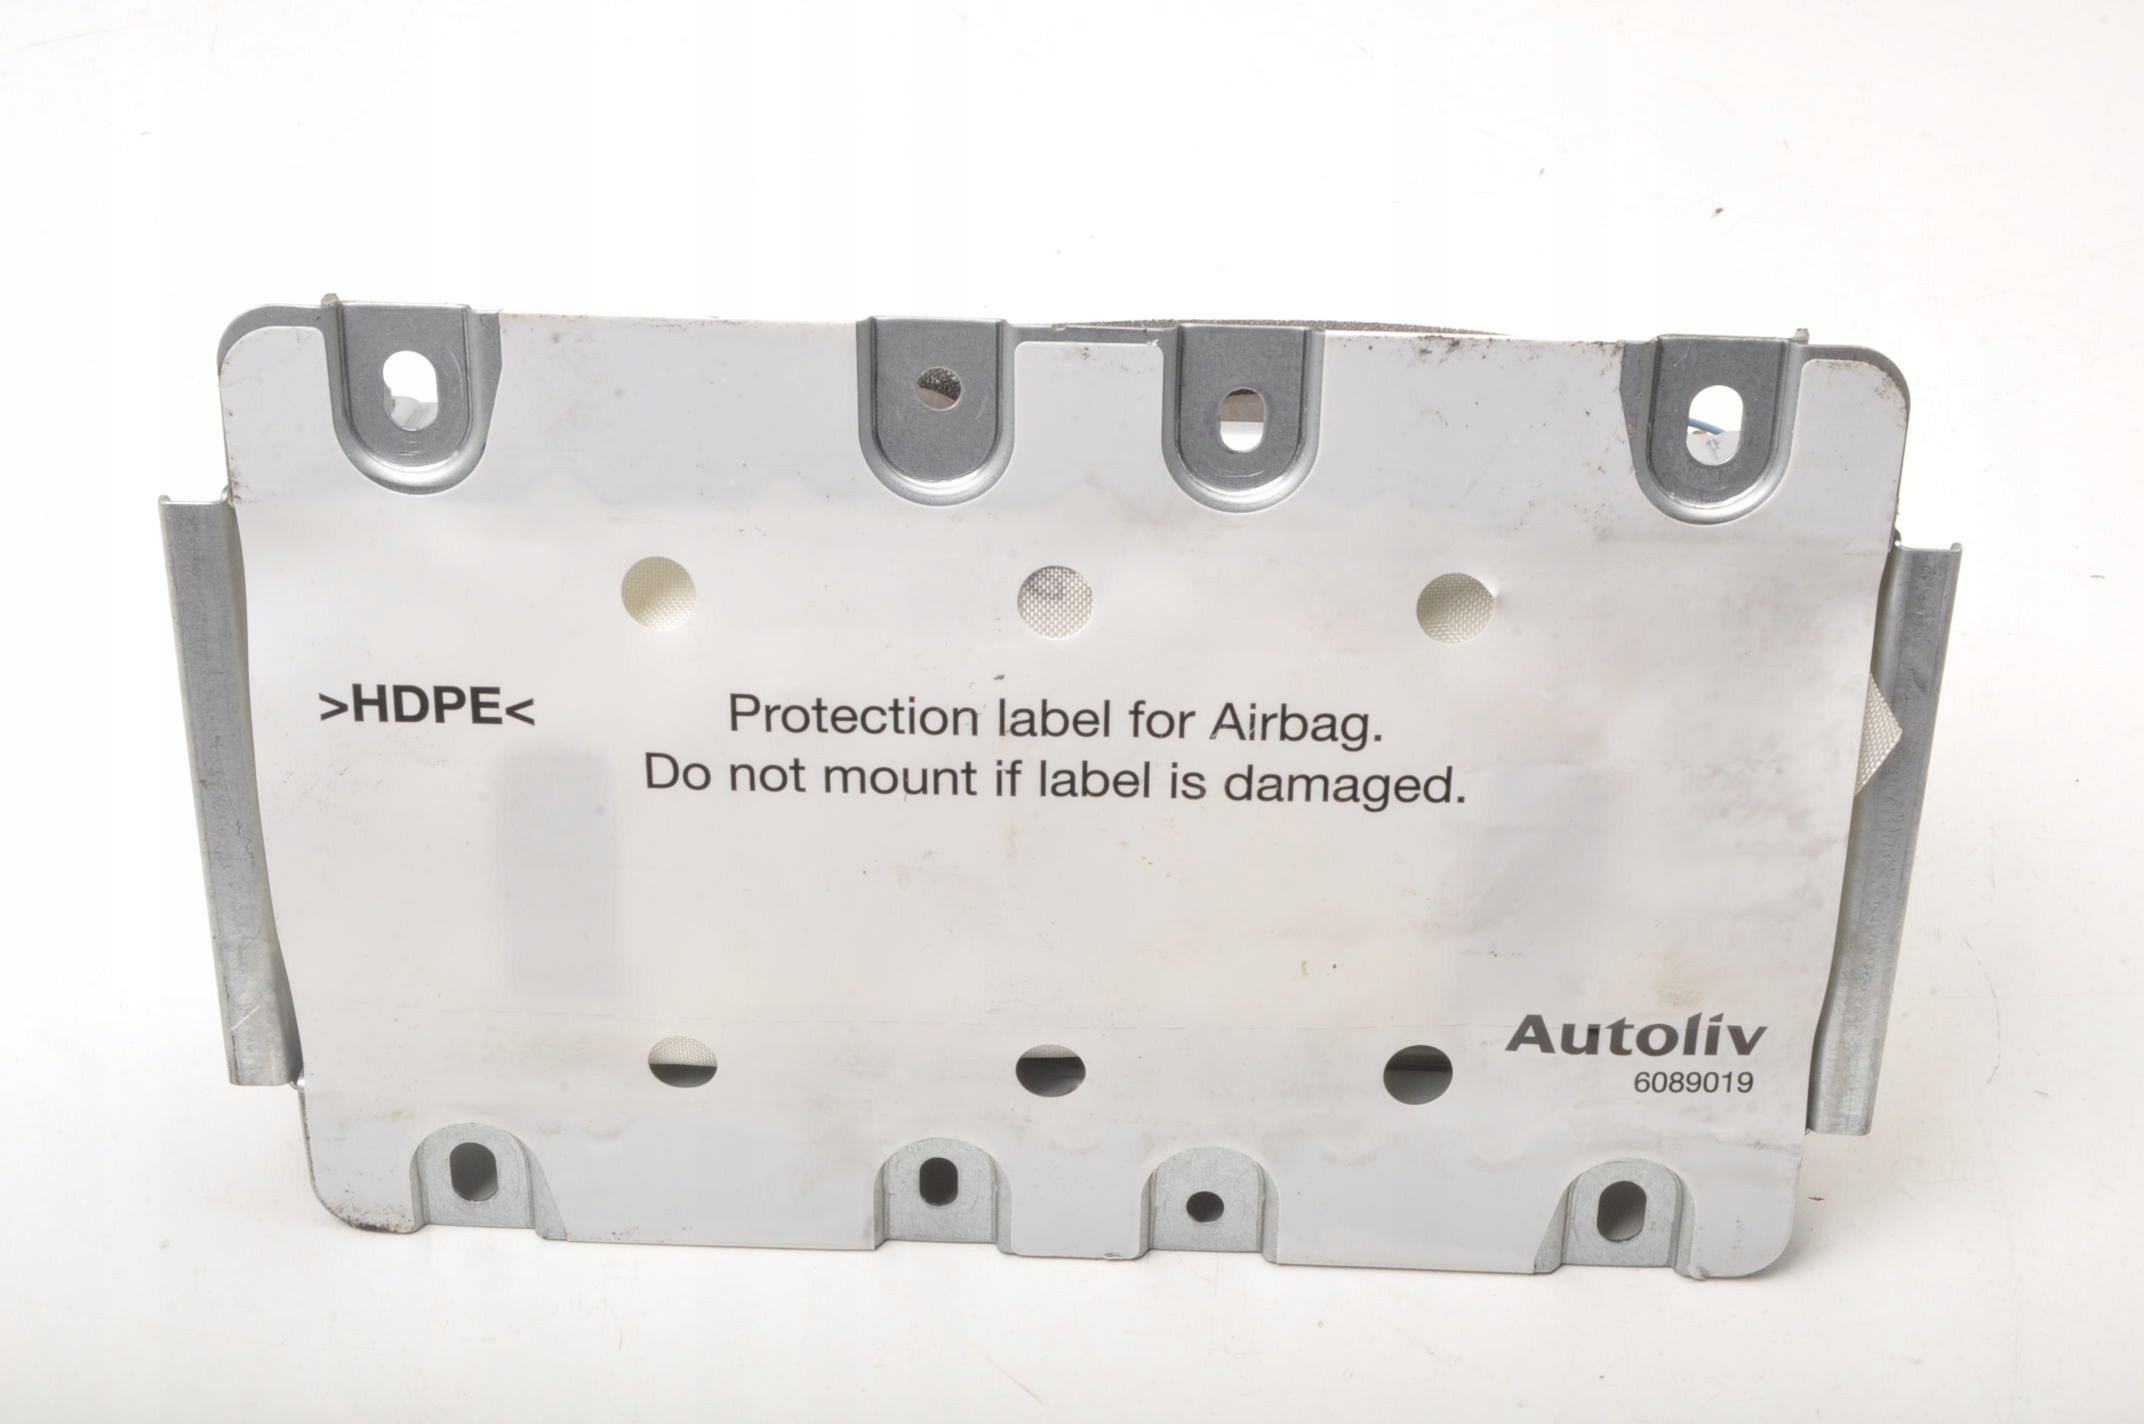 >HDPE<
Protection label for Airbag.
Do not mount if label is damaged.
Autoliv
6089019